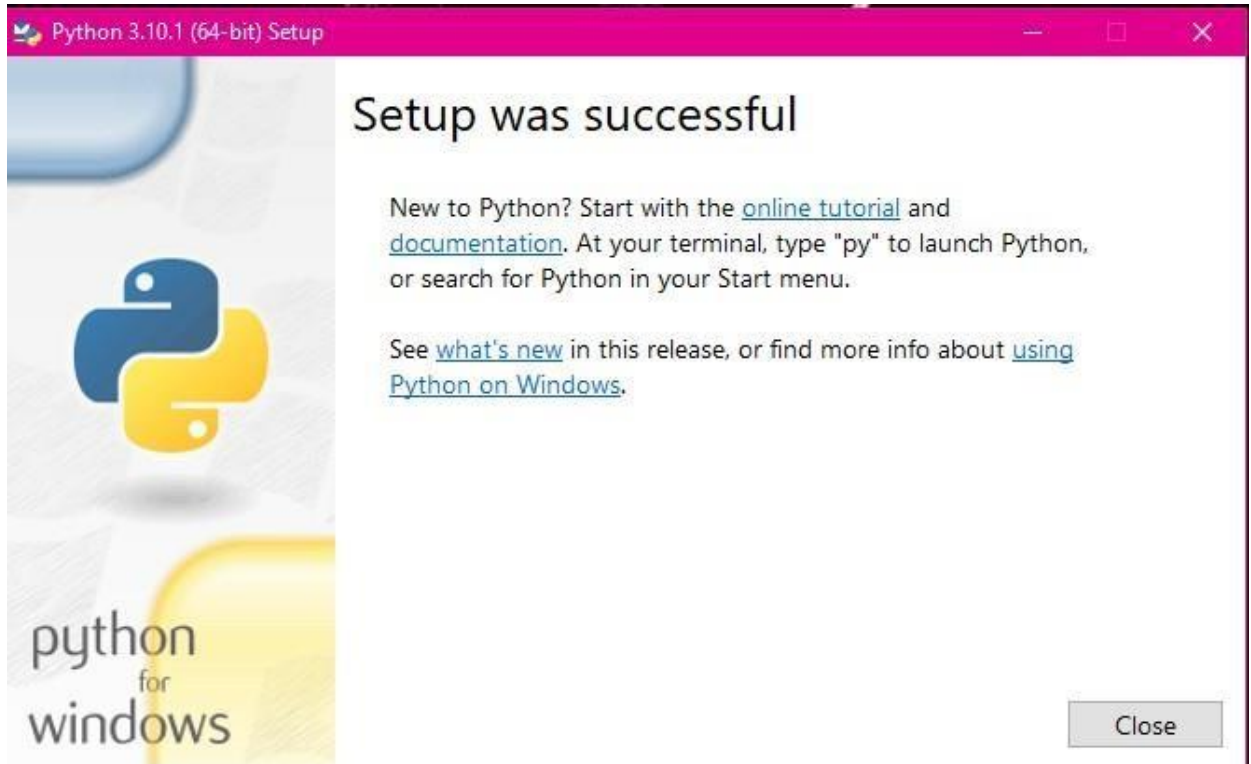 Python 3.10.1 (64-bit) Setup
Setup was successful
New to Python? Start with the online tutorial and
documentation. At your terminal, type "py" to launch Python,
or search for Python in your Start menu.
See what's new in this release, or find more info about using
Python on Windows.
python
for
windows
Close